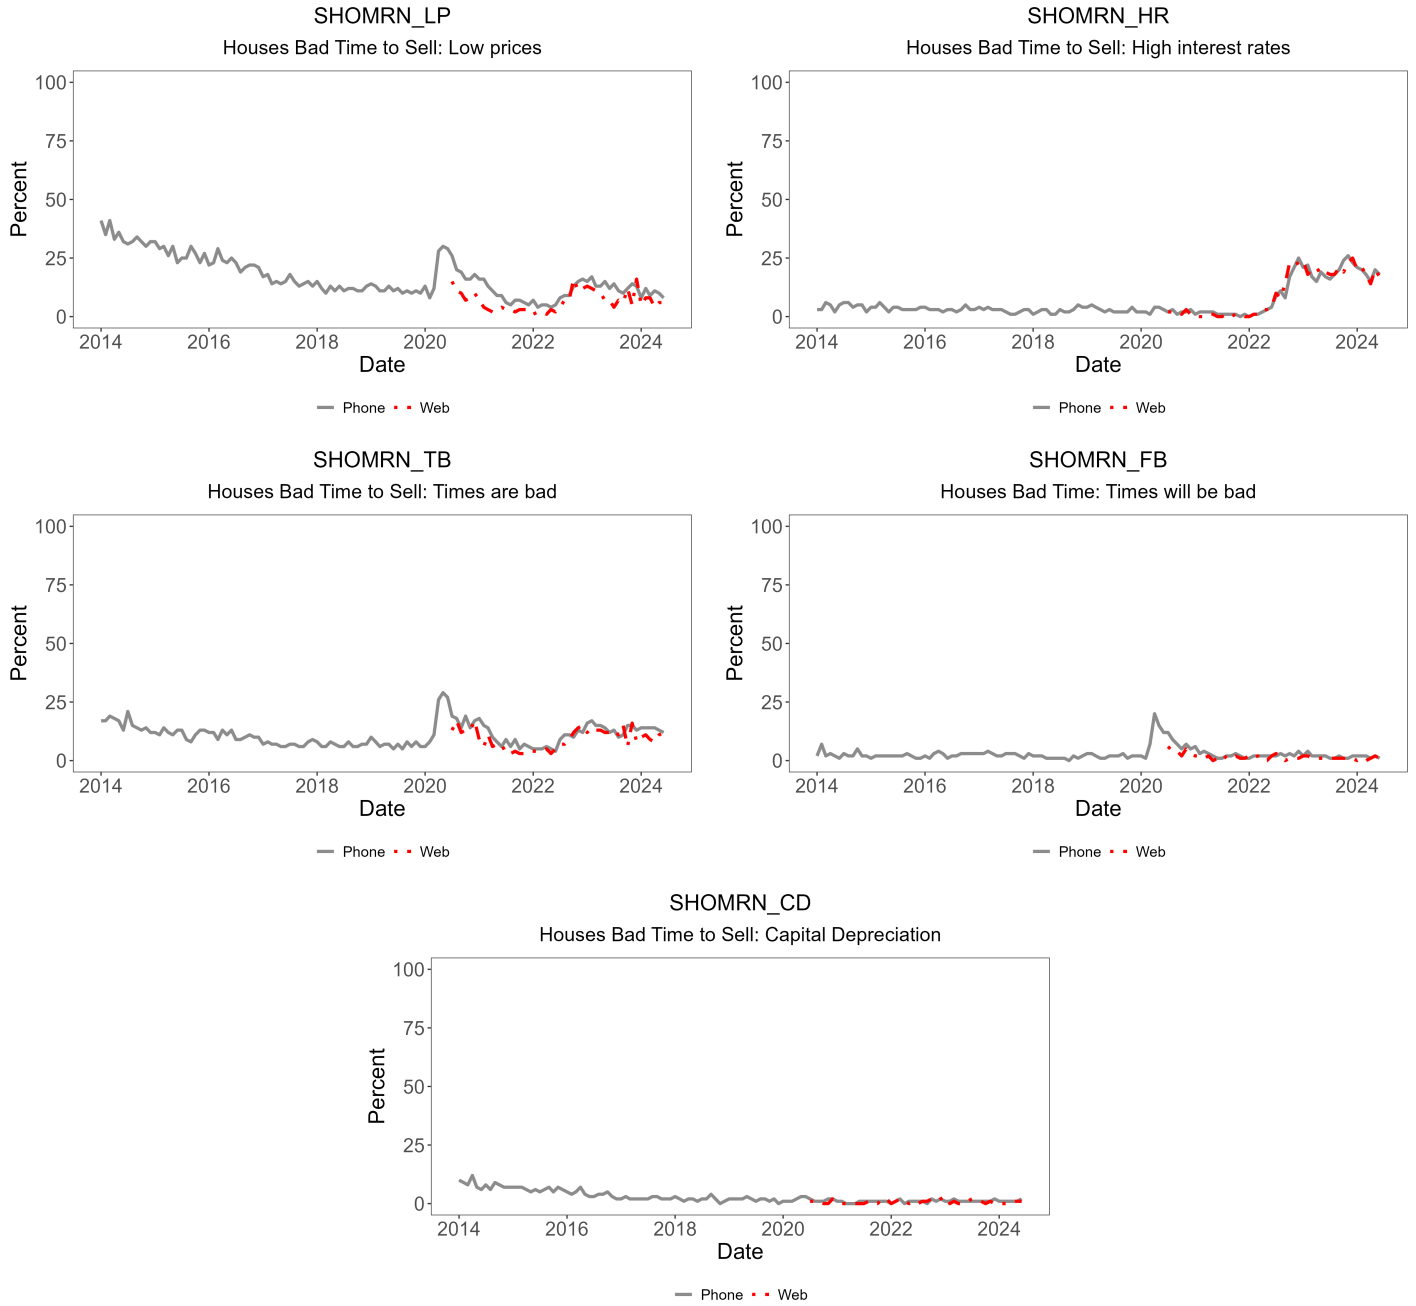 SHOMRN_LP
Houses Bad Time to Sell: Low prices
100
75
50
25
0
Percent
2014 2016 2018 2020 2022 2024
Date
Phone Web
SHOMRN_HR
Houses Bad Time to Sell: High interest rates
100
75
50
25
0
Percent
2014 2016 2018 2020 2022 2024
Date
Phone Web
SHOMRN_TB
Houses Bad Time to Sell: Times are bad
100
75
50
25
0
Percent
2014 2016 2018 2020 2022 2024
Date
Phone Web
SHOMRN_FB
Houses Bad Time: Times will be bad
100
75
50
25
0
Percent
2014 2016 2018 2020 2022 2024
Date
Phone Web
SHOMRN_CD
Houses Bad Time to Sell: Capital Depreciation
100
75
50
25
0
Percent
2014 2016 2018 2020 2022 2024
Date
Phone Web